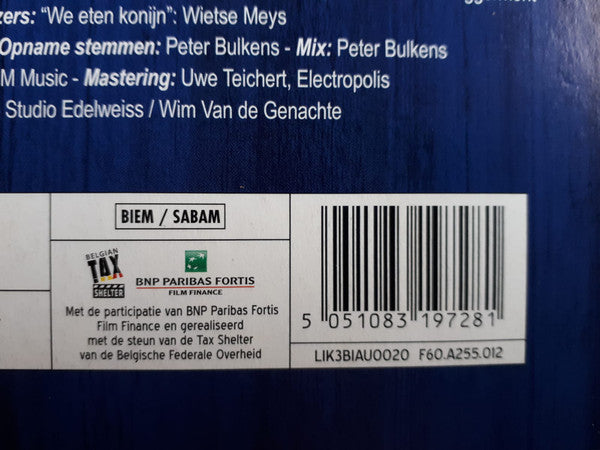 zers: "We eten konijn": Wietse Meys
Opname stemmen: Peter Bulkens - Mix: Peter Bulkens
M Music - Mastering: Uwe Teichert, Electropolis
Studio Edelweiss / Wim Van de Genachte
BIEM / SABAM
BELGIAN
TAX
SHELTER
BNP PARIBAS FORTIS
FILM FINANCE
Met de participatie van BNP Paribas Fortis
Film Finance en gerealiseerd
met de steun van de Tax Shelter
van de Belgische Federale Overheid
5 051083 197281
LIK3BIAU0020 F60.A255.012